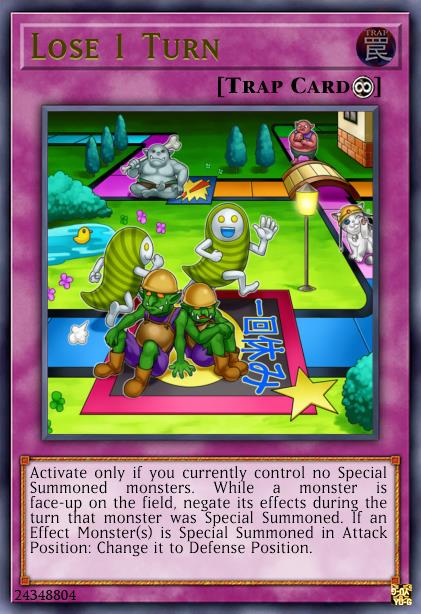 Lose 1 Turn
TRAP
罠
[Trap Card]
一回休み
Activate only if you currently control no Special
Summoned monsters. While a monster is
face-up on the field, negate its effects during the
turn that monster was Special Summoned. If an
Effect Monster(s) is Special Summoned in Attack
Position: Change it to Defense Position.
24348804